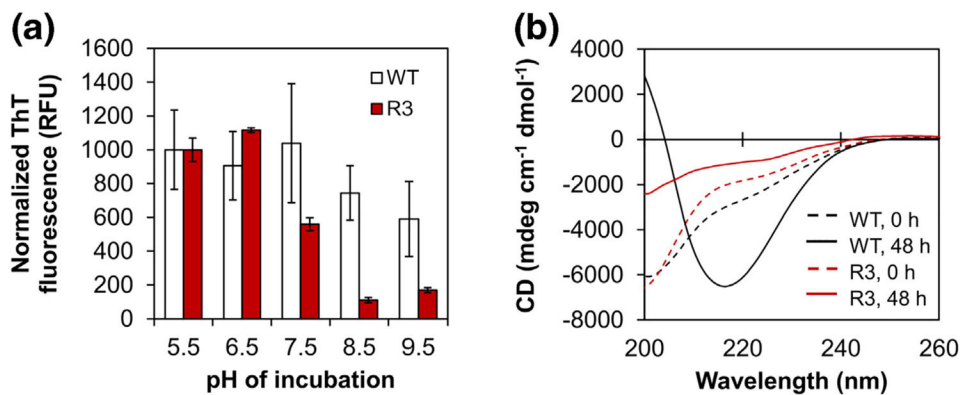 (a)
Normalized ThT
fluorescence (RFU)
1600
1400
1200
1000
800
600
400
200
0
WT
R3
5.5 6.5 7.5 8.5 9.5
pH of incubation
(b)
CD (mdeg cm-1 dmol-1)
4000
2000
0
-2000
-4000
-6000
-8000
WT, 0 h
WT, 48 h
R3, 0 h
R3, 48 h
200 220 240 260
Wavelength (nm)